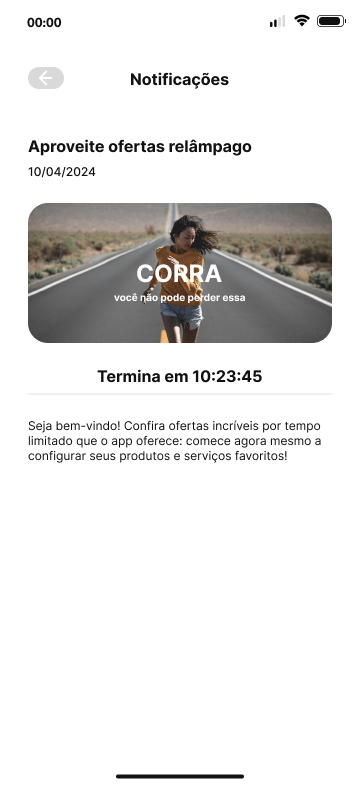 00:00
Notificações
Aproveite ofertas relâmpago
10/04/2024
CORRA
você não pode perder essa
Termina em 10:23:45
Seja bem-vindo! Confira ofertas incríveis por tempo
limitado que o app oferece: comece agora mesmo a
configurar seus produtos e serviços favoritos!